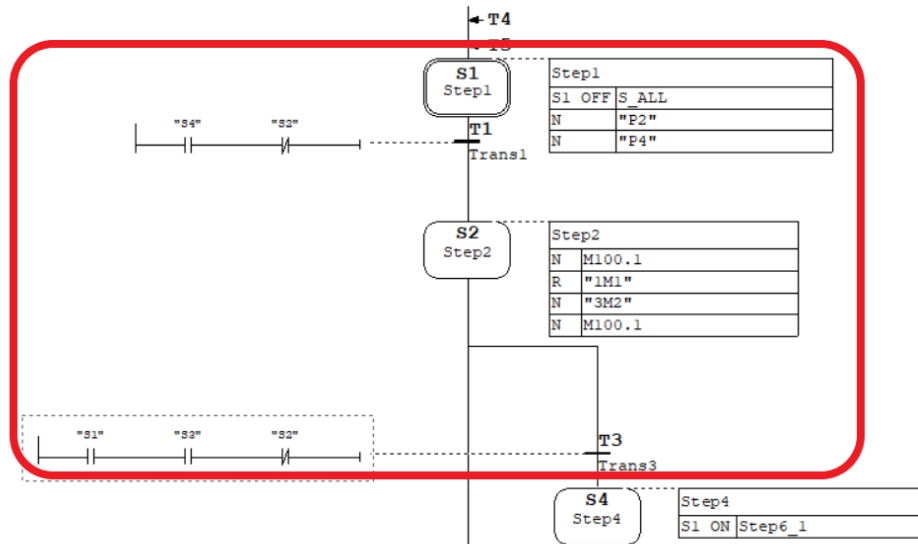 T4
T5
S1
Step1
Step1
S1 OFF S_ALL
N "P2"
N "P4"
"S4" "S2"
T1
Trans1
S2
Step2
Step2
N M100.1
R "1M1"
N "3M2"
N M100.1
"S1" "S3" "S2"
T3
Trans3
S4
Step4
Step4
S1 ON Step6_1